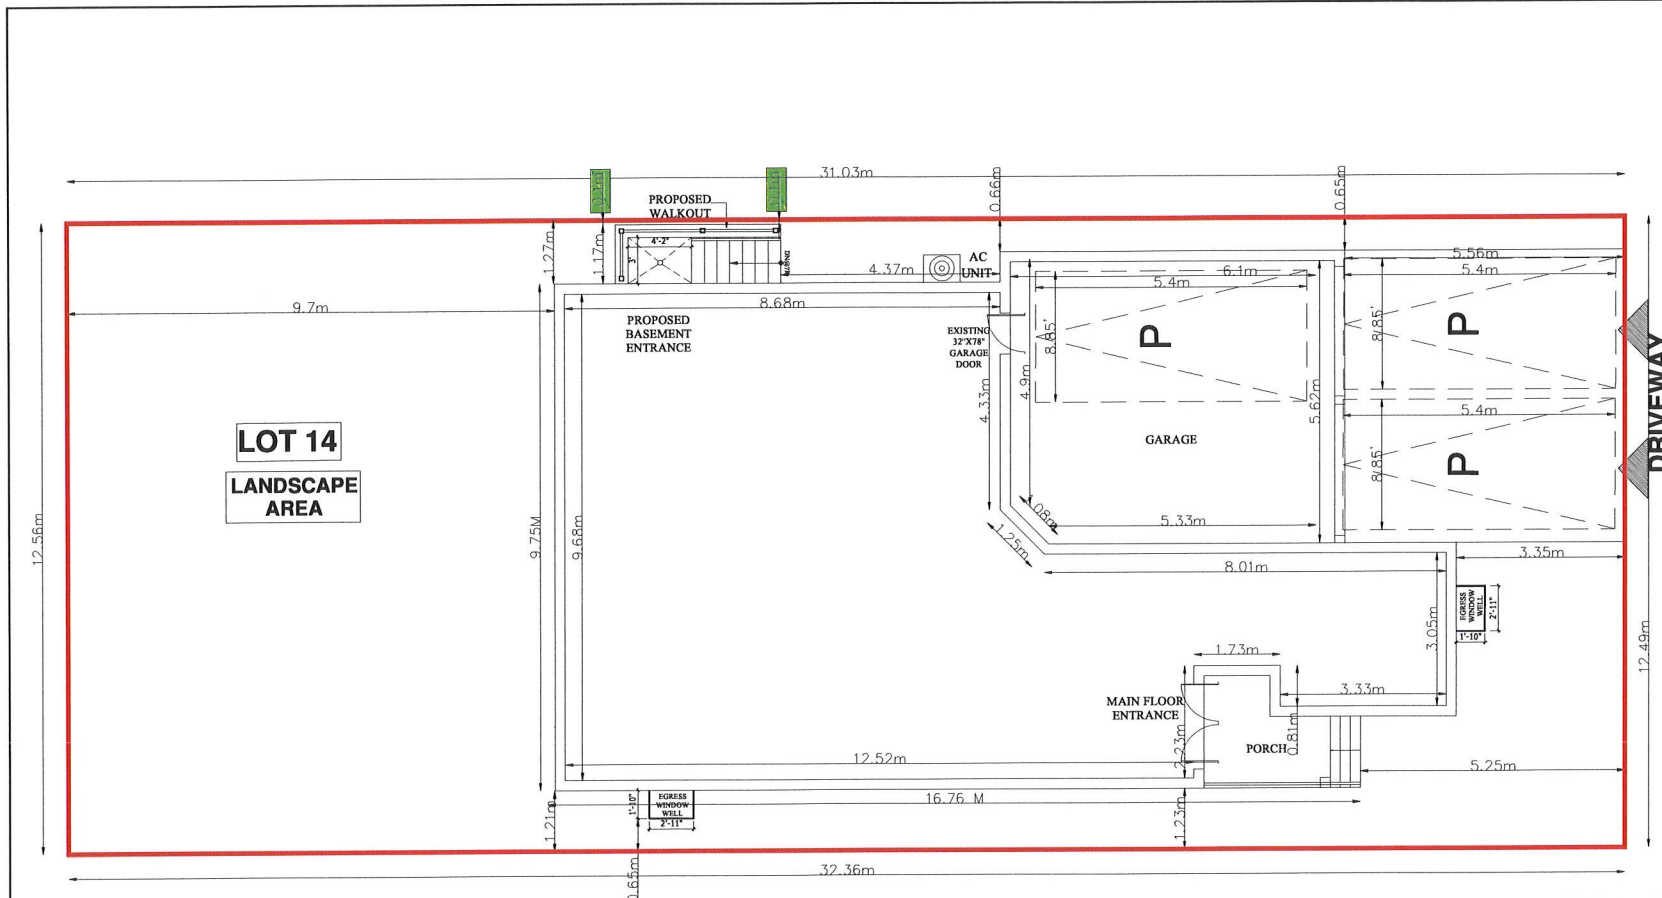 31.03m
0.66m
0.65m
PROPOSED
WALKOUT
1.27m
1.17m
4'-2"
3'
4.37m
AC
UNIT
5.56m
5.4m
6.1m
5.4m
9.7m
8.68m
PROPOSED
BASEMENT
ENTRANCE
EXISTING
32"X78"
GARAGE
DOOR
8.85'
P
8.85'
P
DRIVEWAY
4.33m
4.9m
5.62m
5.4m
GARAGE
8.85'
P
LOT 14
LANDSCAPE
AREA
12.56m
9.75M
9.68m
1.08m
5.33m
1.25m
8.01m
3.35m
EGRESS
WINDOW
WELL
2'-11"
1'-10"
3.05m
12.49m
1.73m
3.33m
MAIN FLOOR
ENTRANCE
2.23m
0.81m
PORCH
12.52m
5.25m
16.76 M
EGRESS
WINDOW
WELL
1'-10"
2'-11"
1.21m
1.23m
0.65m
32.36m